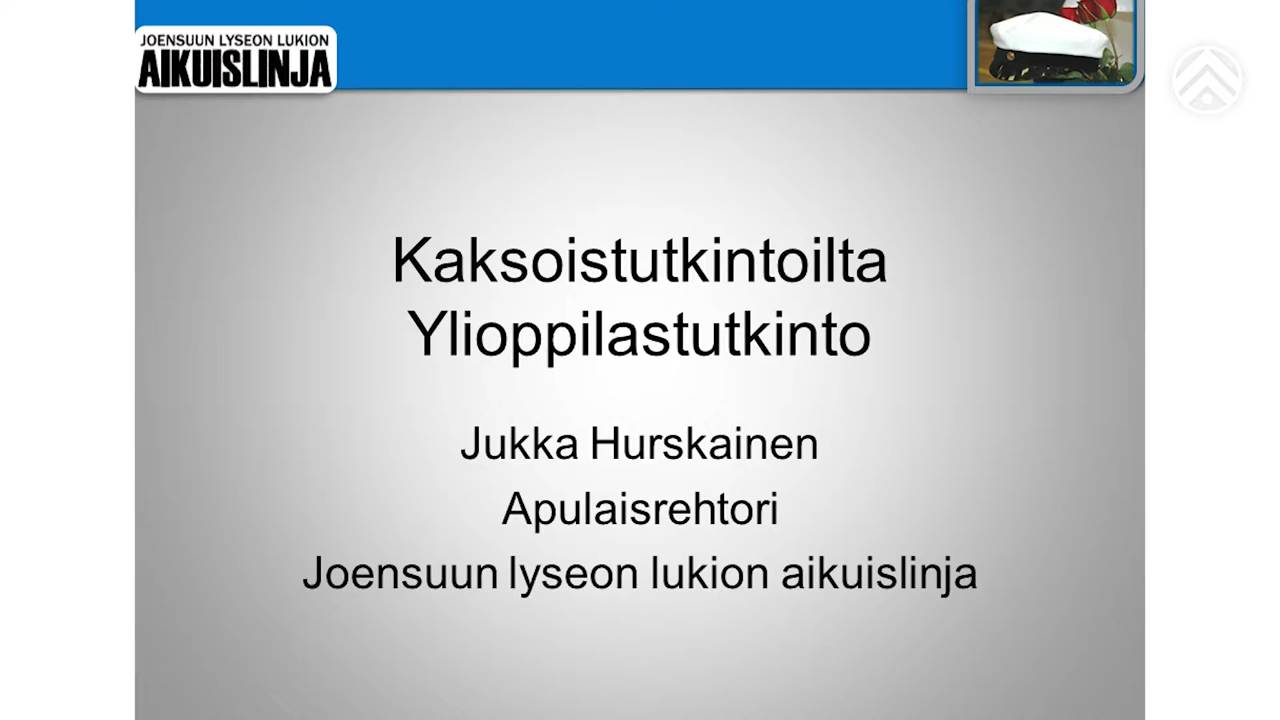 JOENSUUN LYSEON LUKION
AIKUISLINJA
Kaksoistutkintoilta
Ylioppilastutkinto
Jukka Hurskainen
Apulaisrehtori
Joensuun lyseon lukion aikuislinja